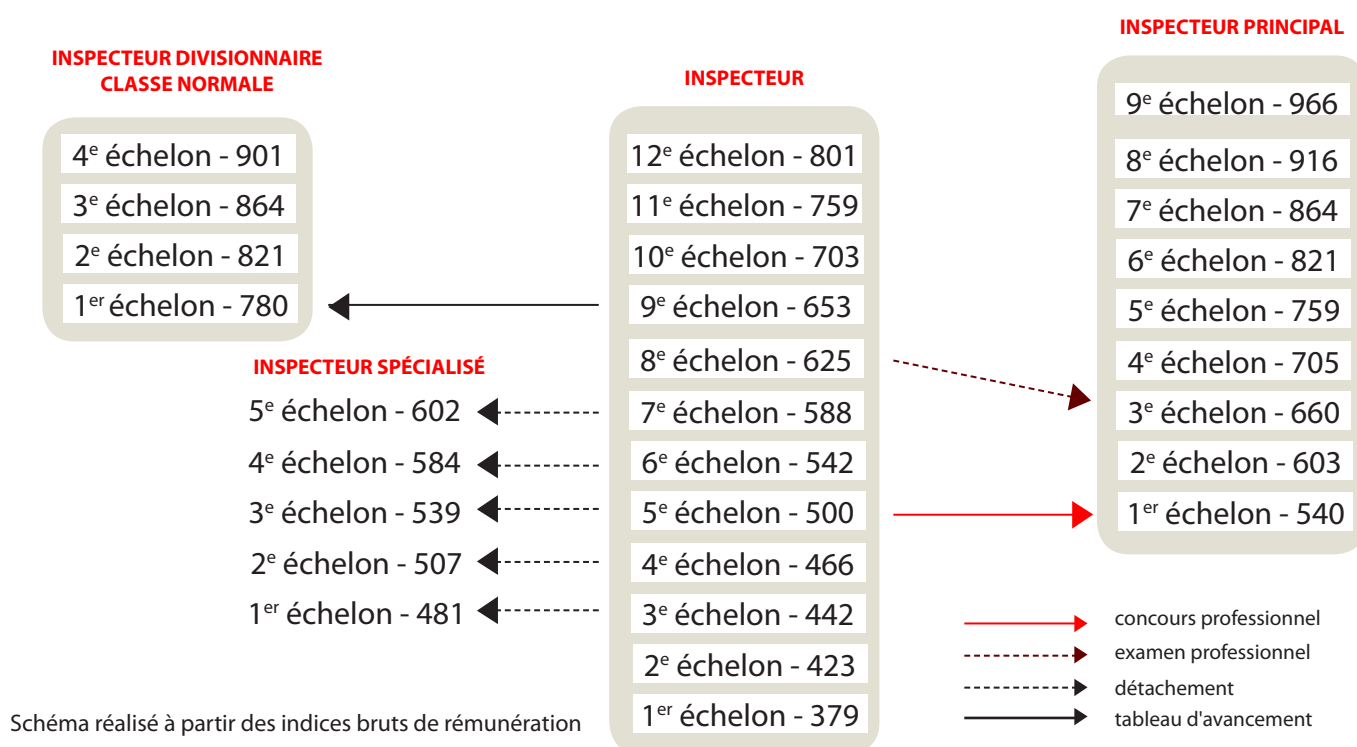 INSPECTEUR DIVISIONNAIRE
CLASSE NORMALE
4e échelon - 901
3e échelon - 864
2e échelon - 821
1er échelon - 780
INSPECTEUR SPÉCIALISÉ
5e échelon - 602
4e échelon - 584
3e échelon - 539
2e échelon - 507
1er échelon - 481
INSPECTEUR
12e échelon - 801
11e échelon - 759
10e échelon - 703
9e échelon - 653
8e échelon - 625
7e échelon - 588
6e échelon - 542
5e échelon - 500
4e échelon - 466
3e échelon - 442
2e échelon - 423
1er échelon - 379
INSPECTEUR PRINCIPAL
9e échelon - 966
8e échelon - 916
7e échelon - 864
6e échelon - 821
5e échelon - 759
4e échelon - 705
3e échelon - 660
2e échelon - 603
1er échelon - 540
concours professionnel
examen professionnel
détachement
tableau d'avancement
Schéma réalisé à partir des indices bruts de rémunération